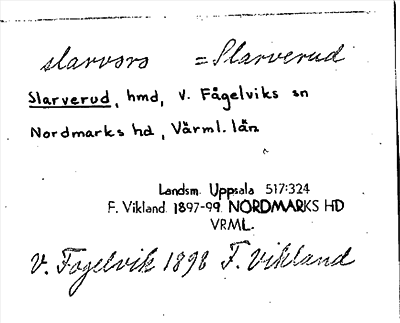 slarvoro = Slarverud
Slarverud, hmd, V. Fågelviks sn
Nordmarks hd, Värml. län
Landsm. Uppsala 517:324
F. Vikland. 1897-99. NORDMARKS HD
VRML.
V. Fogelvik 1898 F. Vikland